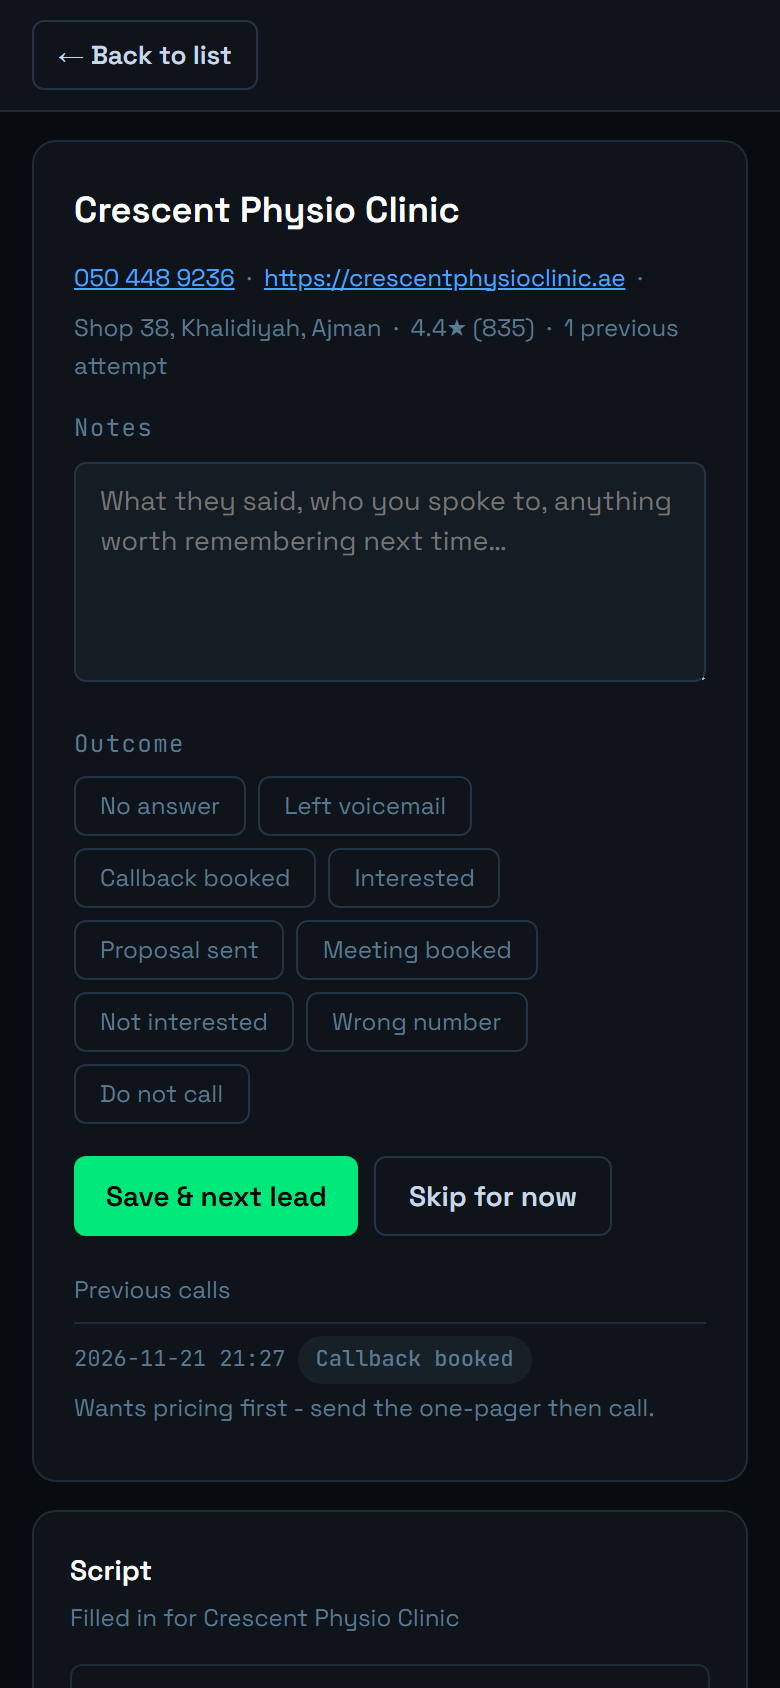 ← Back to list
Crescent Physio Clinic
050 448 9236 · https://crescentphysioclinic.ae ·
Shop 38, Khalidiyah, Ajman · 4.4★ (835) · 1 previous
attempt
Notes
What they said, who you spoke to, anything
worth remembering next time…
Outcome
No answer Left voicemail
Callback booked Interested
Proposal sent Meeting booked
Not interested Wrong number
Do not call
Save & next lead Skip for now
Previous calls
2026-11-21 21:27 Callback booked
Wants pricing first - send the one-pager then call.
Script
Filled in for Crescent Physio Clinic